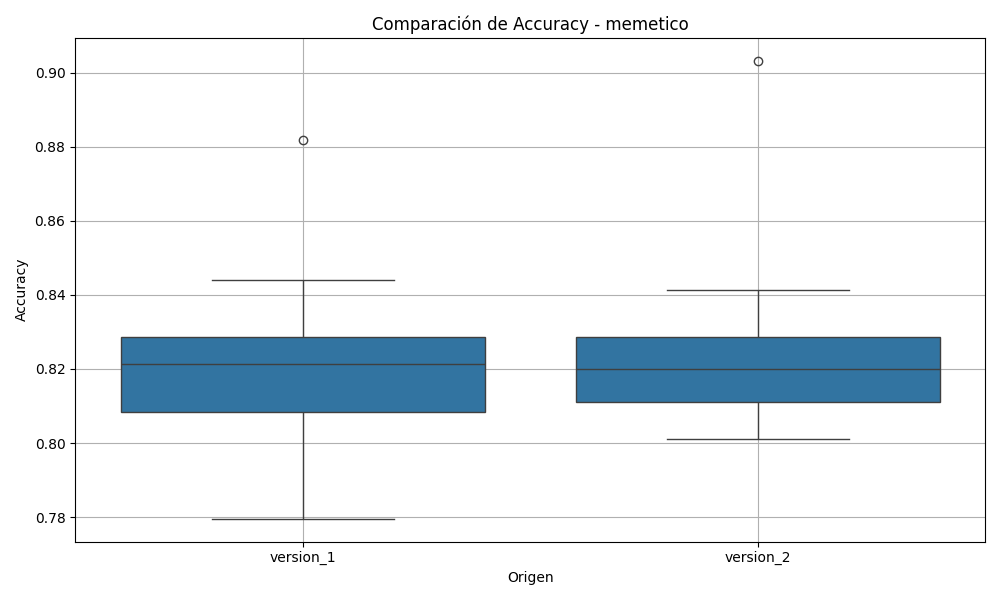 Comparación de Accuracy - memetico
Accuracy
0.90
0.88
0.86
0.84
0.82
0.80
0.78
version_1
version_2
Origen